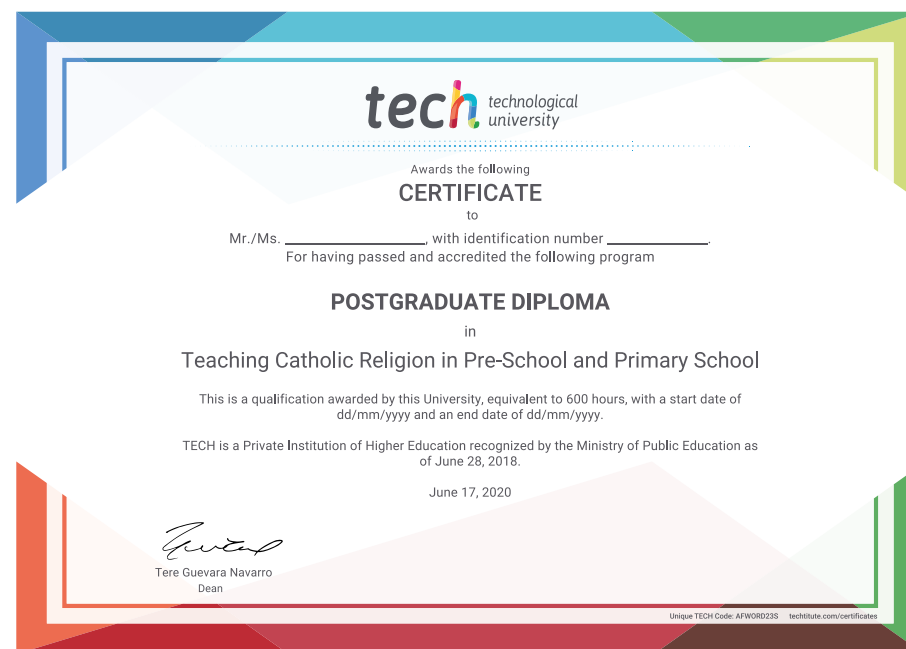 tech technological
university
Awards the following
CERTIFICATE
to
Mr./Ms. ____________________, with identification number ______________.
For having passed and accredited the following program
POSTGRADUATE DIPLOMA
in
Teaching Catholic Religion in Pre-School and Primary School
This is a qualification awarded by this University, equivalent to 600 hours, with a start date of
dd/mm/yyyy and an end date of dd/mm/yyyy.
TECH is a Private Institution of Higher Education recognized by the Ministry of Public Education as
of June 28, 2018.
June 17, 2020
Tere Guevara Navarro
Dean
Unique TECH Code: AFWORD23S techtitute.com/certificates